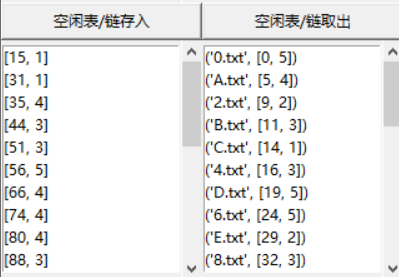 空闲表/链存入
空闲表/链取出
[15, 1]
[31, 1]
[35, 4]
[44, 3]
[51, 3]
[56, 5]
[66, 4]
[74, 4]
[80, 4]
[88, 3]
('0.txt', [0, 5])
('A.txt', [5, 4])
('2.txt', [9, 2])
('B.txt', [11, 3])
('C.txt', [14, 1])
('4.txt', [16, 3])
('D.txt', [19, 5])
('6.txt', [24, 5])
('E.txt', [29, 2])
('8.txt', [32, 3])